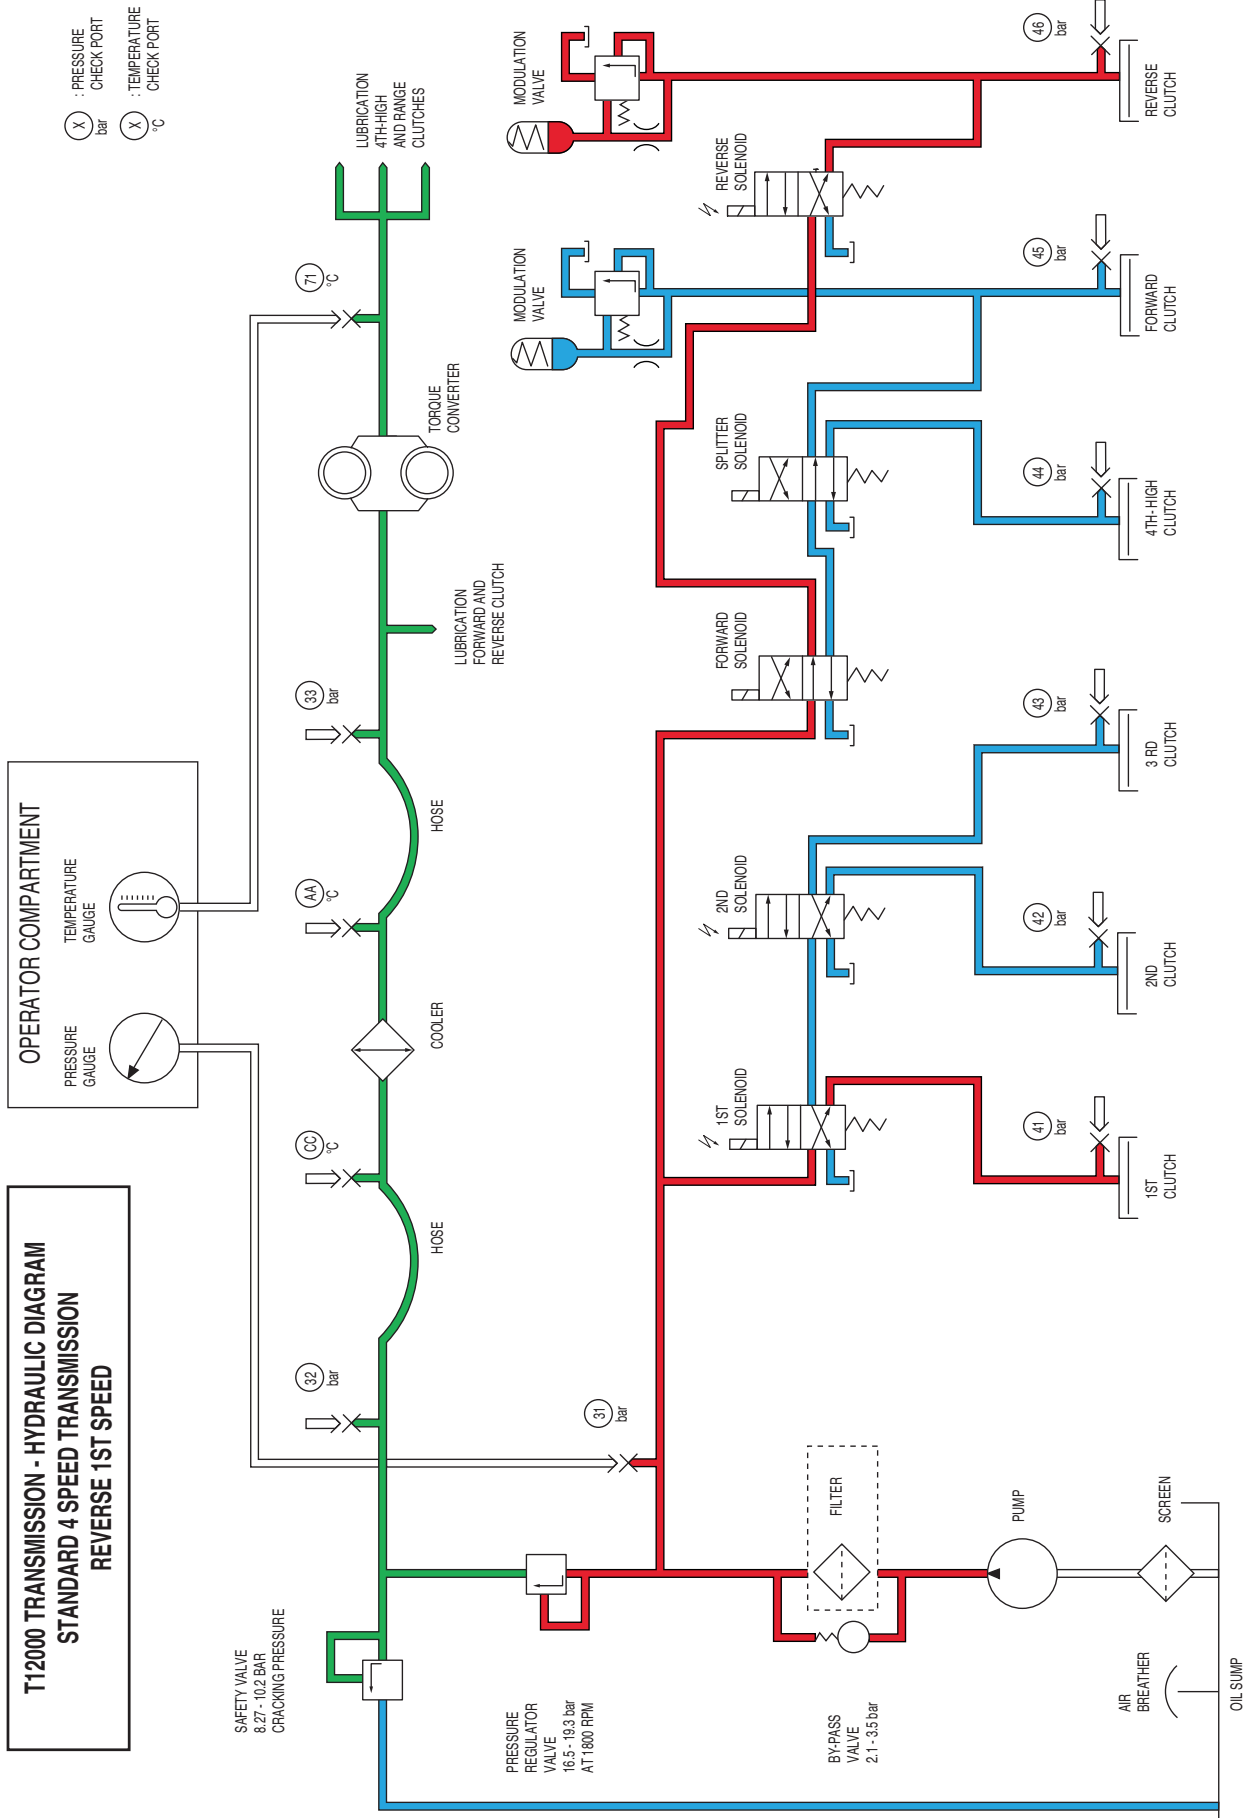 T12000 TRANSMISSION - HYDRAULIC DIAGRAM
STANDARD 4 SPEED TRANSMISSION
REVERSE 1ST SPEED
OPERATOR COMPARTMENT
PRESSURE
GAUGE
TEMPERATURE
GAUGE
X
bar
: PRESSURE
CHECK PORT
X
°C
: TEMPERATURE
CHECK PORT
SAFETY VALVE
8.27 - 10.2 BAR
CRACKING PRESSURE
32
bar
HOSE
CC
°C
COOLER
AA
°C
HOSE
33
bar
LUBRICATION
FORWARD AND
REVERSE CLUTCH
TORQUE
CONVERTER
71
°C
LUBRICATION
4TH-HIGH
AND RANGE
CLUTCHES
PRESSURE
REGULATOR
VALVE
16.5 - 19.3 bar
AT 1800 RPM
31
bar
MODULATION
VALVE
MODULATION
VALVE
1ST
SOLENOID
2ND
SOLENOID
FORWARD
SOLENOID
SPLITTER
SOLENOID
REVERSE
SOLENOID
BY-PASS
VALVE
2.1 - 3.5 bar
FILTER
PUMP
41
bar
42
bar
43
bar
44
bar
45
bar
46
bar
AIR
BREATHER
SCREEN
1ST
CLUTCH
2ND
CLUTCH
3 RD
CLUTCH
4TH-HIGH
CLUTCH
FORWARD
CLUTCH
REVERSE
CLUTCH
OIL SUMP